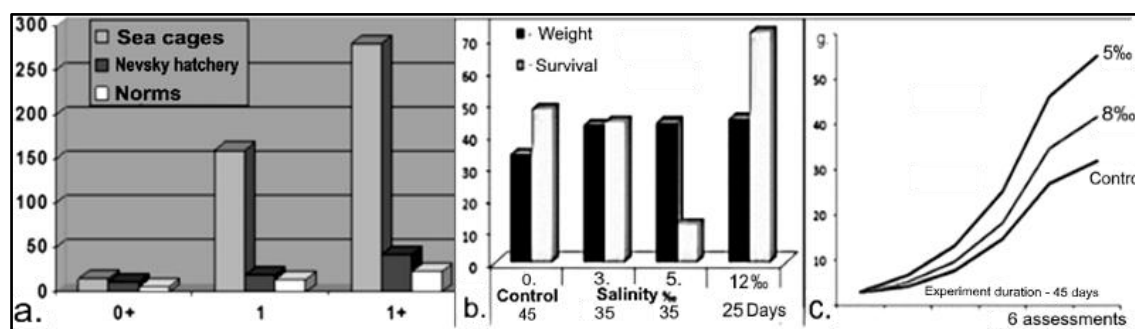 300
250
200
150
100
50
0
Sea cages
Nevsky hatchery
Norms
0+ 1 1+
a.
b.
Weight
Survival
70
60
50
40
30
20
10
0
0. 3. 5. 12‰
Control Salinity ‰
45 35 35 25 Days
c.
g.
50
40
30
20
10
5‰
8‰
Contro
Experiment duration - 45 days
6 assessments